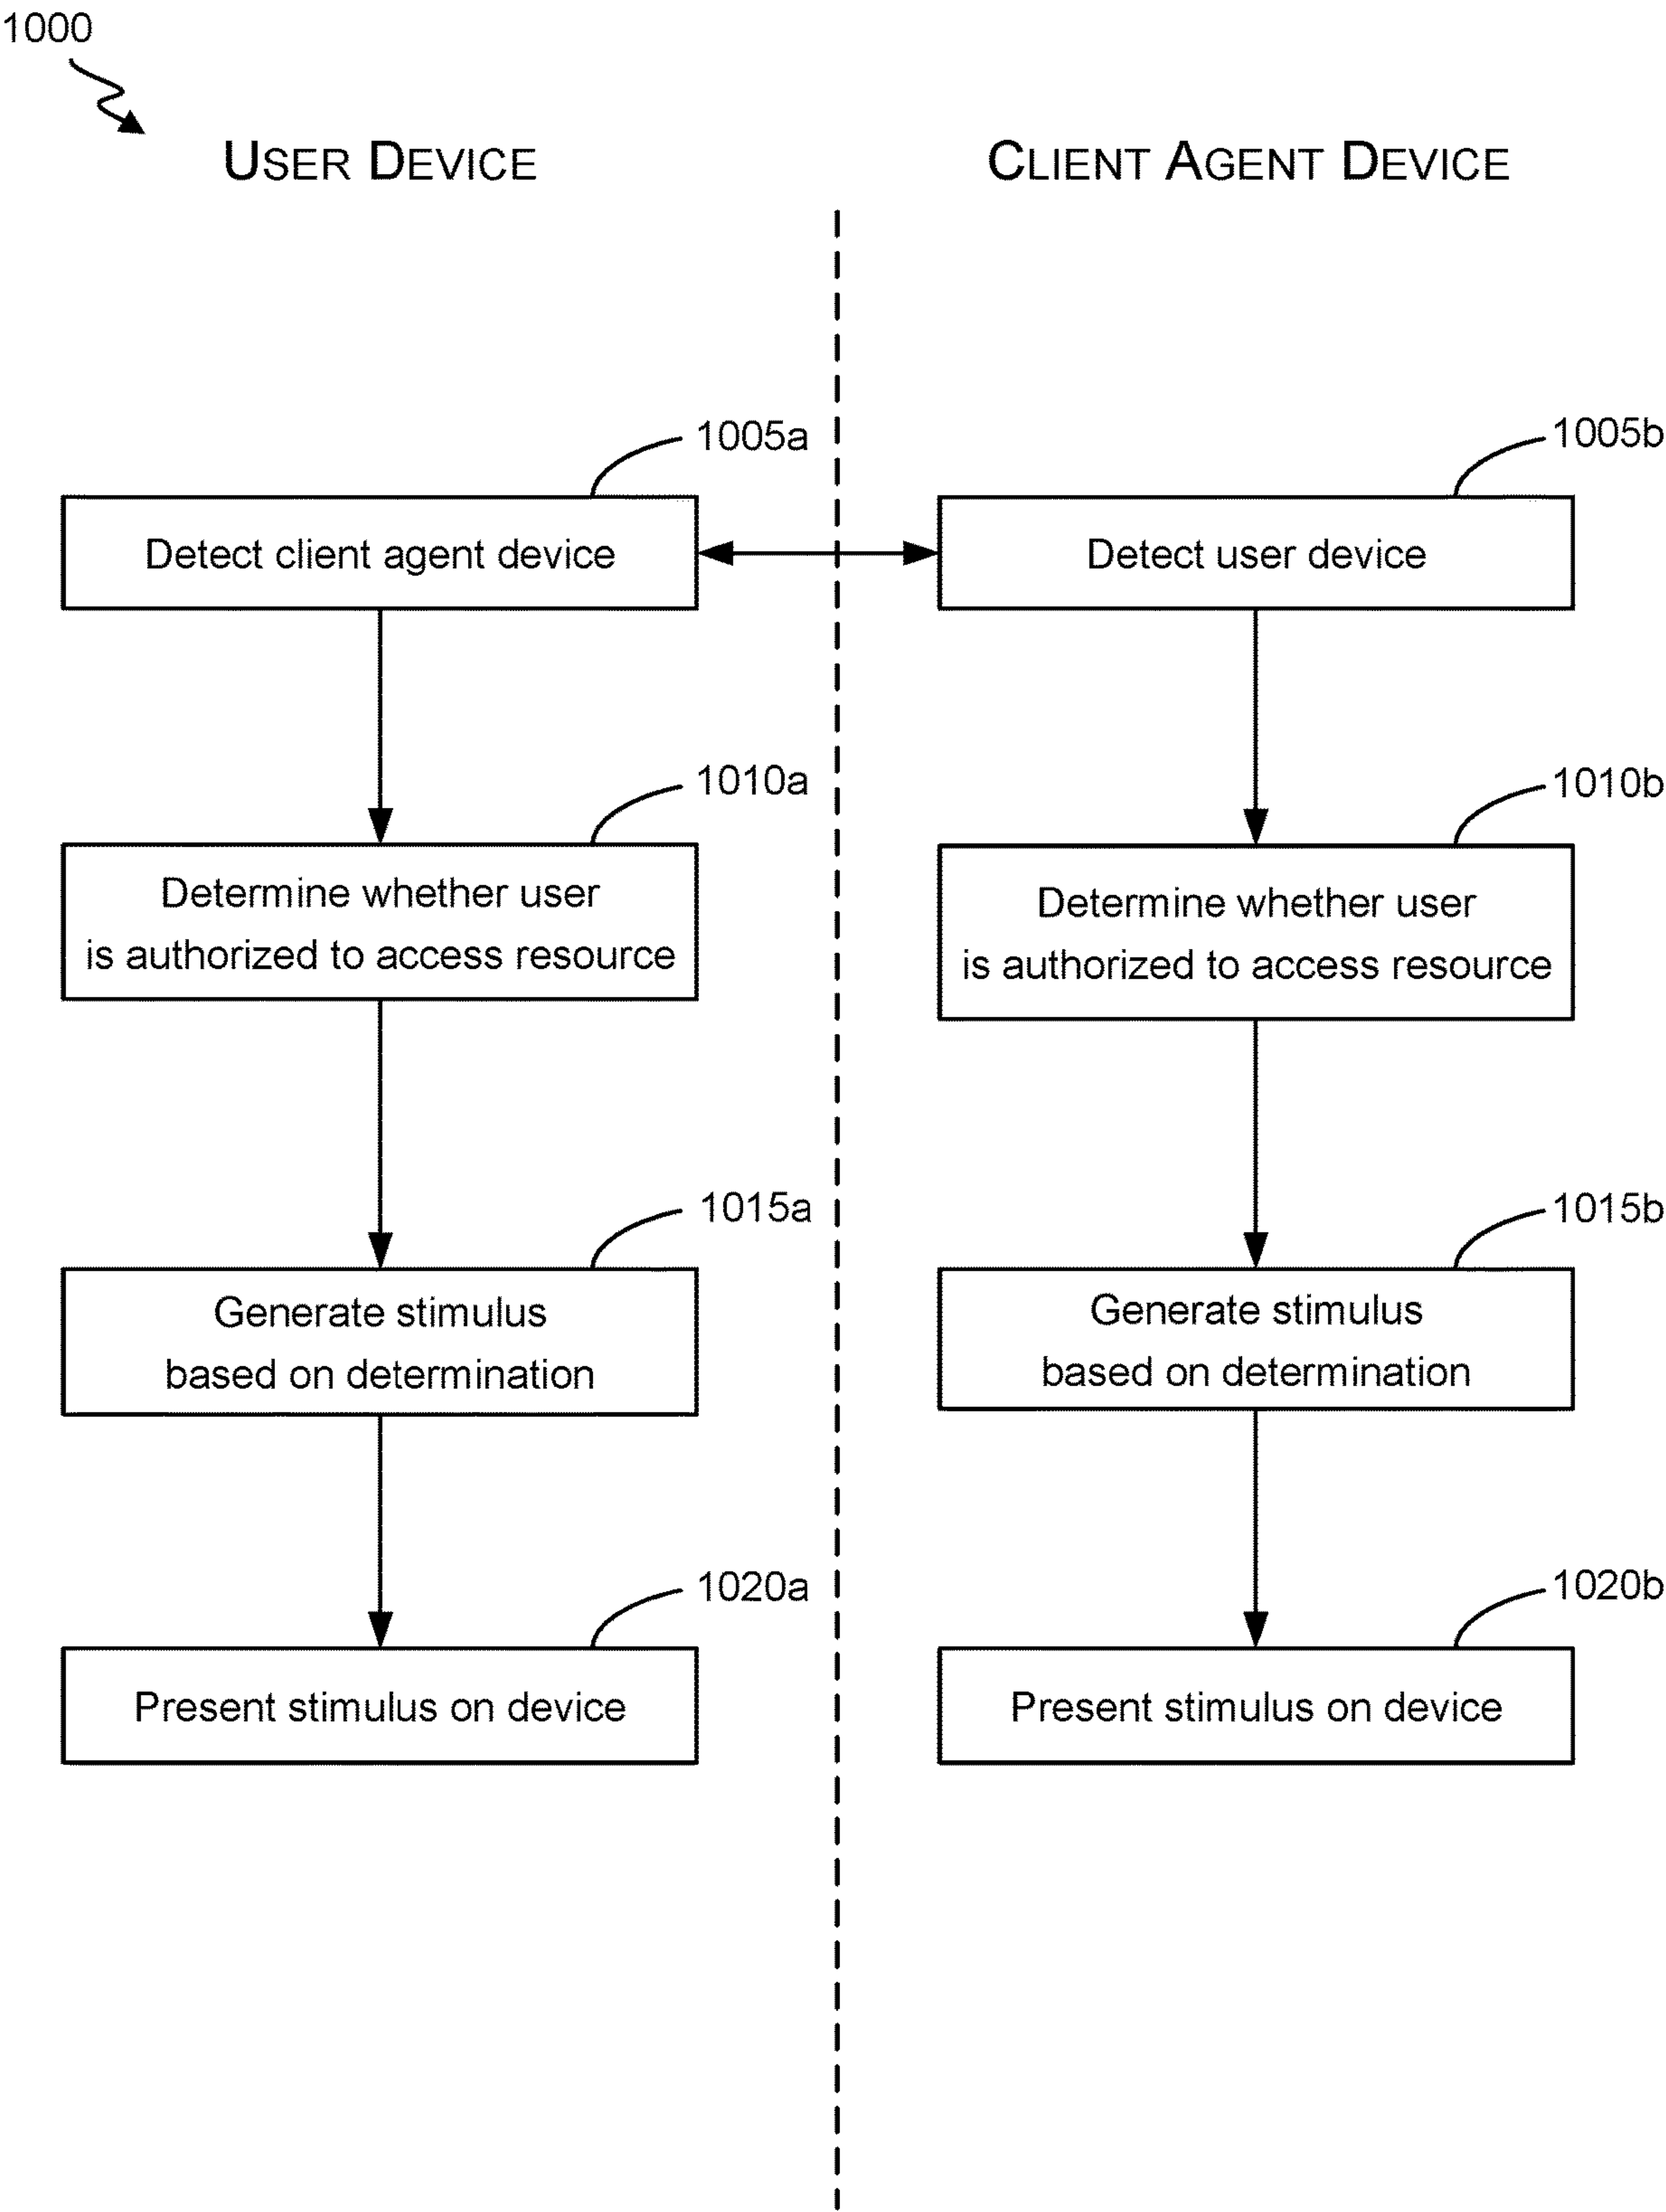 1000
USER DEVICE
CLIENT AGENT DEVICE
1005a
1005b
Detect client agent device
Detect user device
1010a
1010b
Determine whether user
is authorized to access resource
Determine whether user
is authorized to access resource
1015a
1015b
Generate stimulus
based on determination
Generate stimulus
based on determination
1020a
1020b
Present stimulus on device
Present stimulus on device